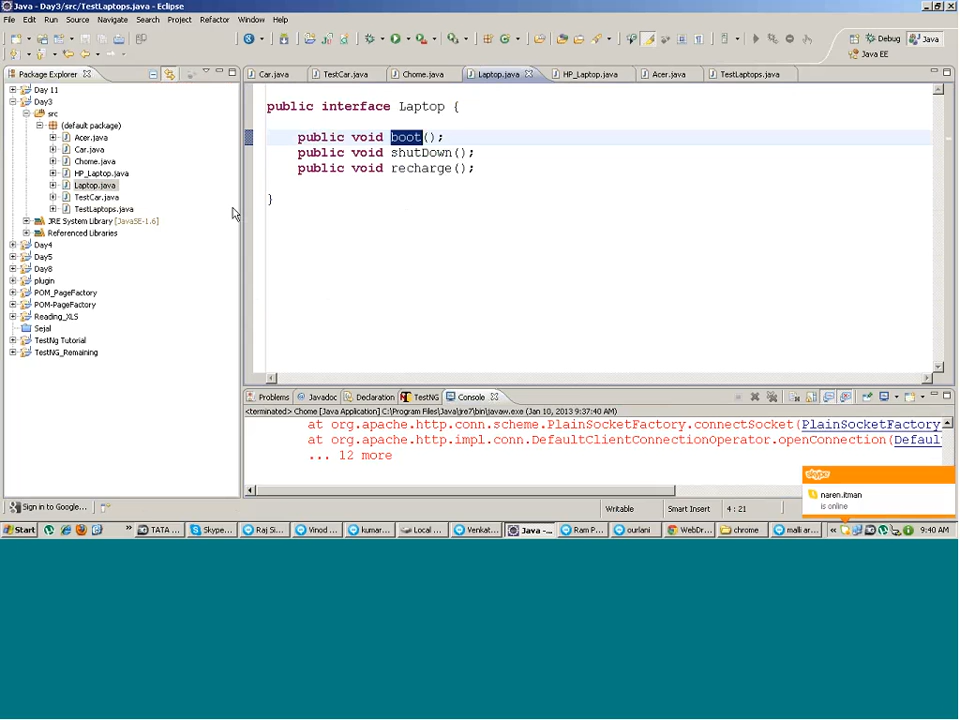 Java - Day3/src/TestLaptops.java - Eclipse
File Edit Run Source Navigate Search Project Refactor Window Help
Debug Java
Java EE
Package Explorer
Car.java TestCar.java Chome.java Laptop.java HP_Laptop.java Acer.java TestLaptops.java
Day 11
Day3
src
(default package)
Acer.java
Car.java
Chome.java
HP_Laptop.java
Laptop.java
TestCar.java
TestLaptops.java
JRE System Library [JavaSE-1.6]
Referenced Libraries
Day4
Day5
Day8
plugin
POM_PageFactory
POM-PageFactory
Reading_XLS
Sejal
TestNg Tutorial
TestNG_Remaining
public interface Laptop {
public void boot();
public void shutDown();
public void recharge();
}
Problems Javadoc Declaration TestNG Console
<terminated> Chome [Java Application] C:\Program Files\Java\jre7\bin\javaw.exe (Jan 10, 2013 9:37:40 AM)
at org.apache.http.conn.scheme.PlainSocketFactory.connectSocket(PlainSocketFactory
at org.apache.http.impl.conn.DefaultClientConnectionOperator.openConnection(Defaul
... 12 more
skype
naren.itman
is online
Sign in to Google...
Writable Smart Insert 4 : 21
Start TATA ... Skype... Raj Si... Vinod ... kumar... Local ... Venkat... Java -... Ram P... ourlani WebDr... chrome malli ar... 9:40 AM